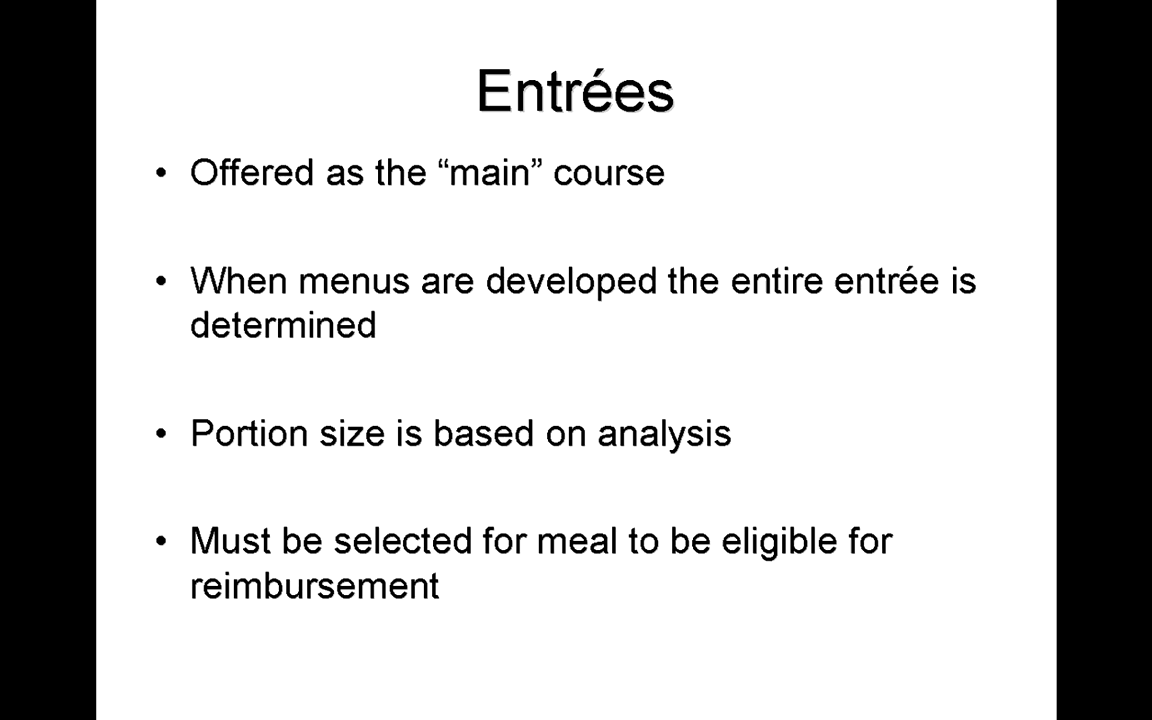 Entrées
• Offered as the “main” course
• When menus are developed the entire entrée is
determined
• Portion size is based on analysis
• Must be selected for meal to be eligible for
reimbursement